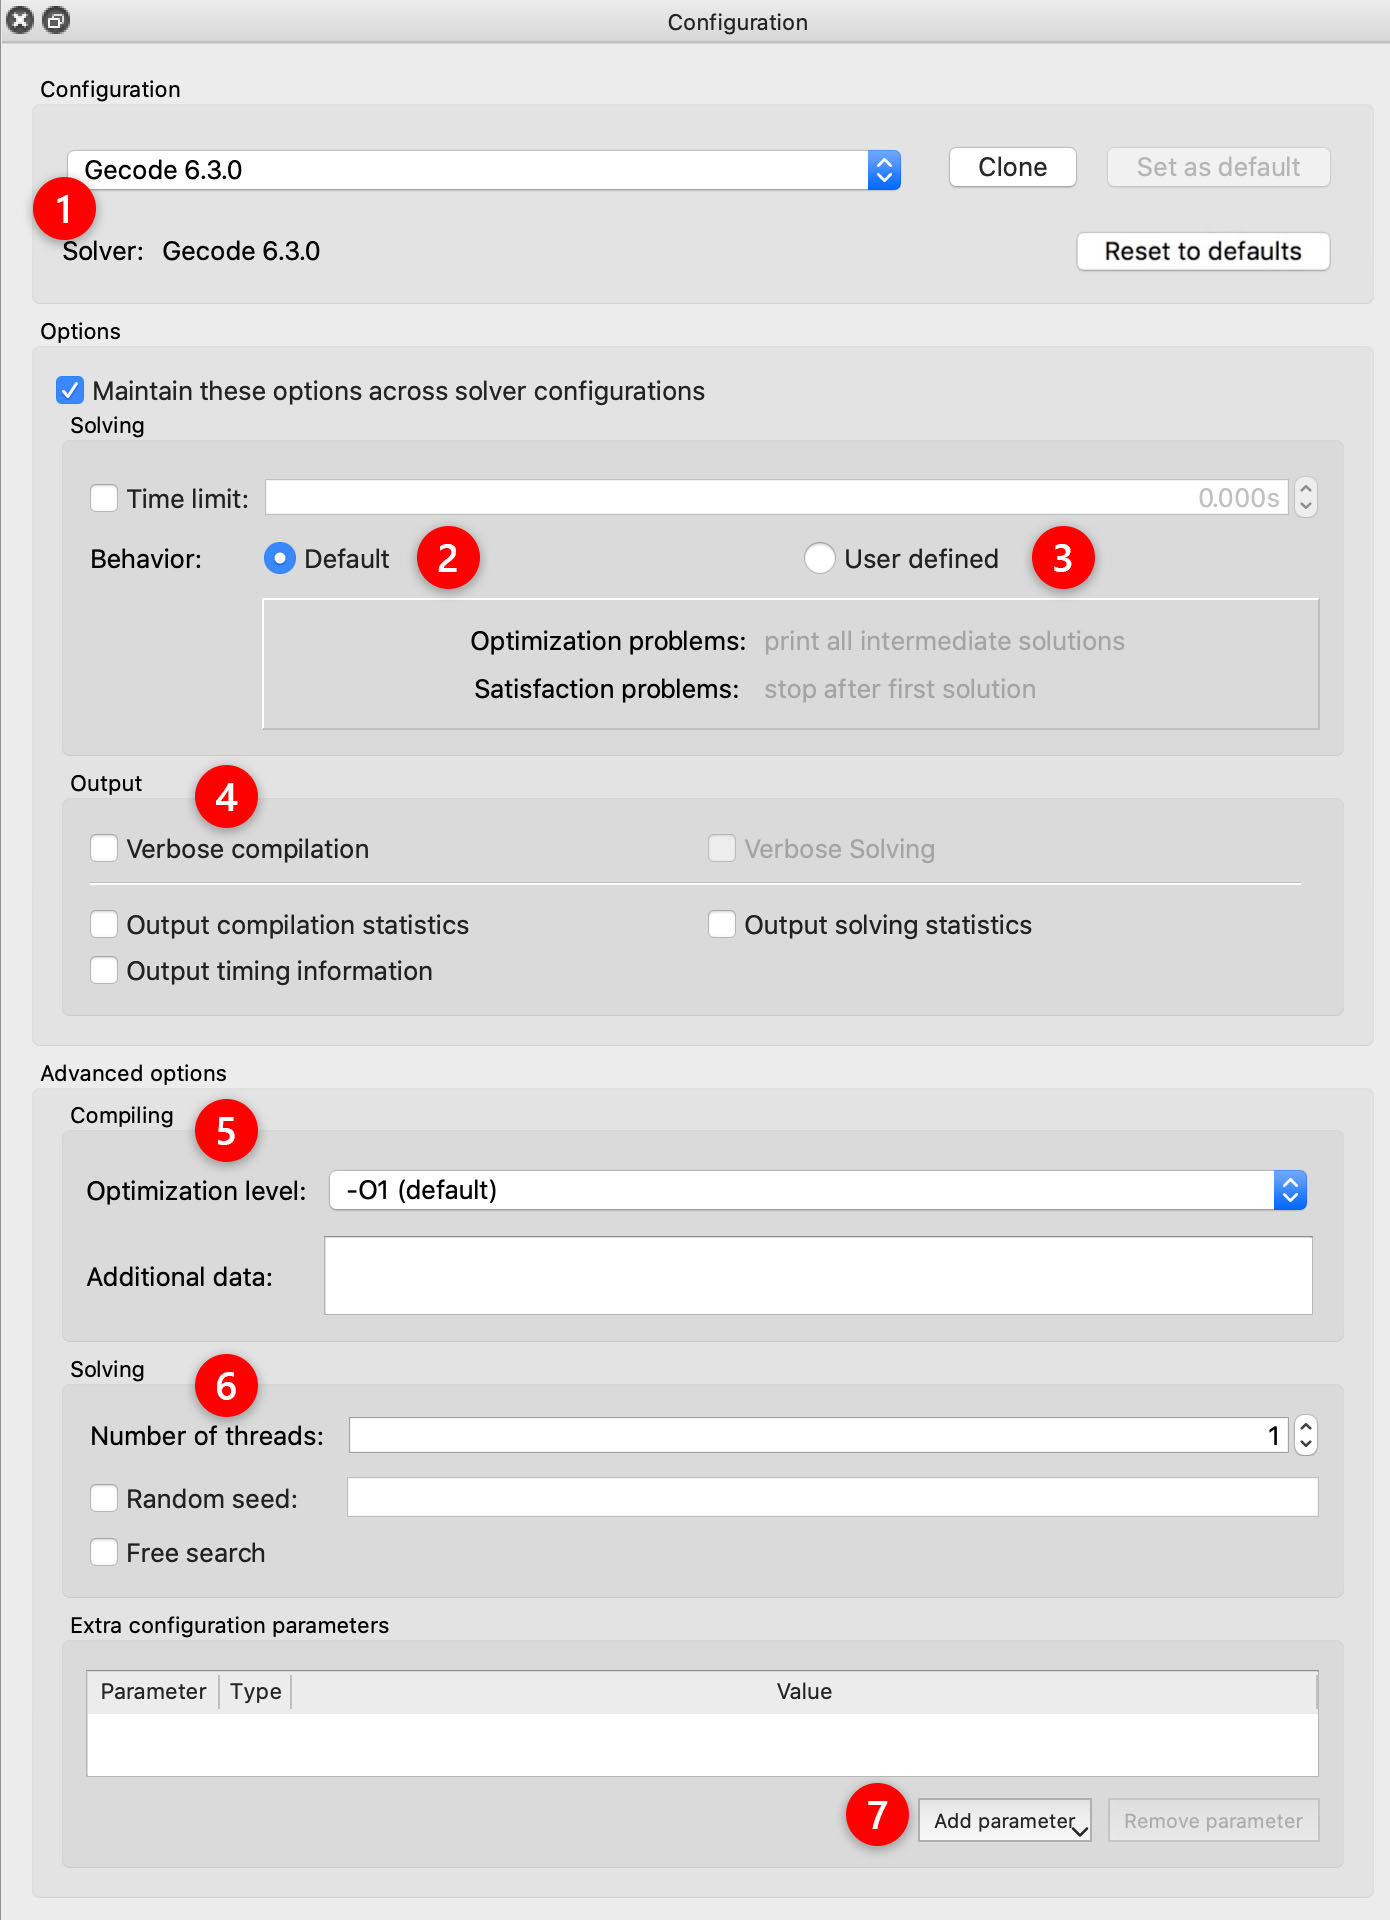 Configuration
Configuration
Gecode 6.3.0
Clone
Set as default
1
Solver: Gecode 6.3.0
Reset to defaults
Options
Maintain these options across solver configurations
Solving
Time limit: 0.000s
Behavior: Default 2 User defined 3
Optimization problems: print all intermediate solutions
Satisfaction problems: stop after first solution
Output 4
Verbose compilation Verbose Solving
Output compilation statistics Output solving statistics
Output timing information
Advanced options
Compiling 5
Optimization level: -O1 (default)
Additional data:
Solving 6
Number of threads: 1
Random seed:
Free search
Extra configuration parameters
Parameter Type Value
7 Add parameter Remove parameter